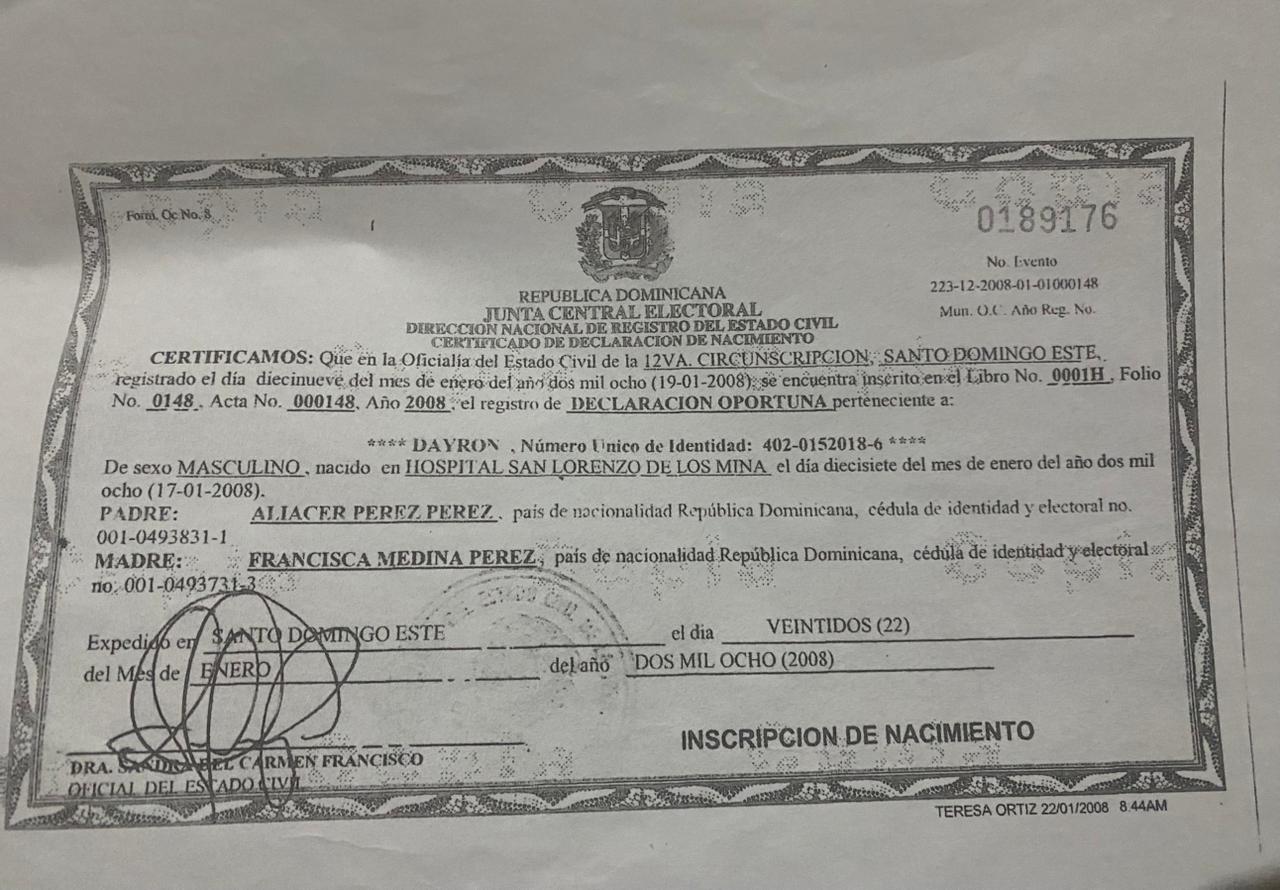 Form. Oc No. 8
0189176
No. Evento
223-12-2008-01-01000148
Mun. O.C. Año Reg. No.
REPUBLICA DOMINICANA
JUNTA CENTRAL ELECTORAL
DIRECCION NACIONAL DE REGISTRO DEL ESTADO CIVIL
CERTIFICADO DE DECLARACION DE NACIMIENTO
CERTIFICAMOS: Que en la Oficialía del Estado Civil de la 12VA. CIRCUNSCRIPCION, SANTO DOMINGO ESTE,
registrado el día diecinueve del mes de enero del año dos mil ocho (19-01-2008); se encuentra inscrito en el Libro No. 0001H, Folio
No. 0148, Acta No. 000148, Año 2008, el registro de DECLARACION OPORTUNA perteneciente a:
**** DAYRON , Número Unico de Identidad: 402-0152018-6 ****
De sexo MASCULINO, nacido en HOSPITAL SAN LORENZO DE LOS MINA el día diecisiete del mes de enero del año dos mil
ocho (17-01-2008).
PADRE: ALIACER PEREZ PEREZ, país de nacionalidad República Dominicana, cédula de identidad y electoral no.
001-0493831-1
MADRE: FRANCISCA MEDINA PEREZ, país de nacionalidad República Dominicana, cédula de identidad y electoral
no. 001-0493731-3
Expedido en SANTO DOMINGO ESTE el dia VEINTIDOS (22)
del Mes de ENERO del año DOS MIL OCHO (2008)
INSCRIPCION DE NACIMIENTO
DRA. SANDRA DEL CARMEN FRANCISCO
OFICIAL DEL ESTADO CIVIL
TERESA ORTIZ 22/01/2008 8:44AM